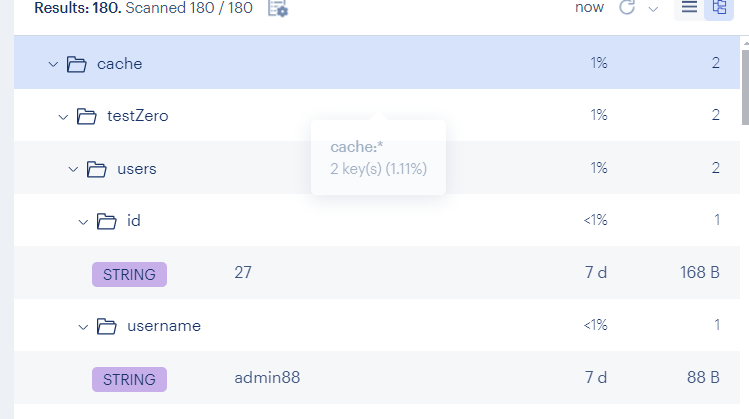 Results: 180. Scanned 180 / 180 now
cache 1% 2
testZero 1% 2
cache:*
2 key(s) (1.11%)
users 1% 2
id <1% 1
STRING 27 7 d 168 B
username <1% 1
STRING admin88 7 d 88 B